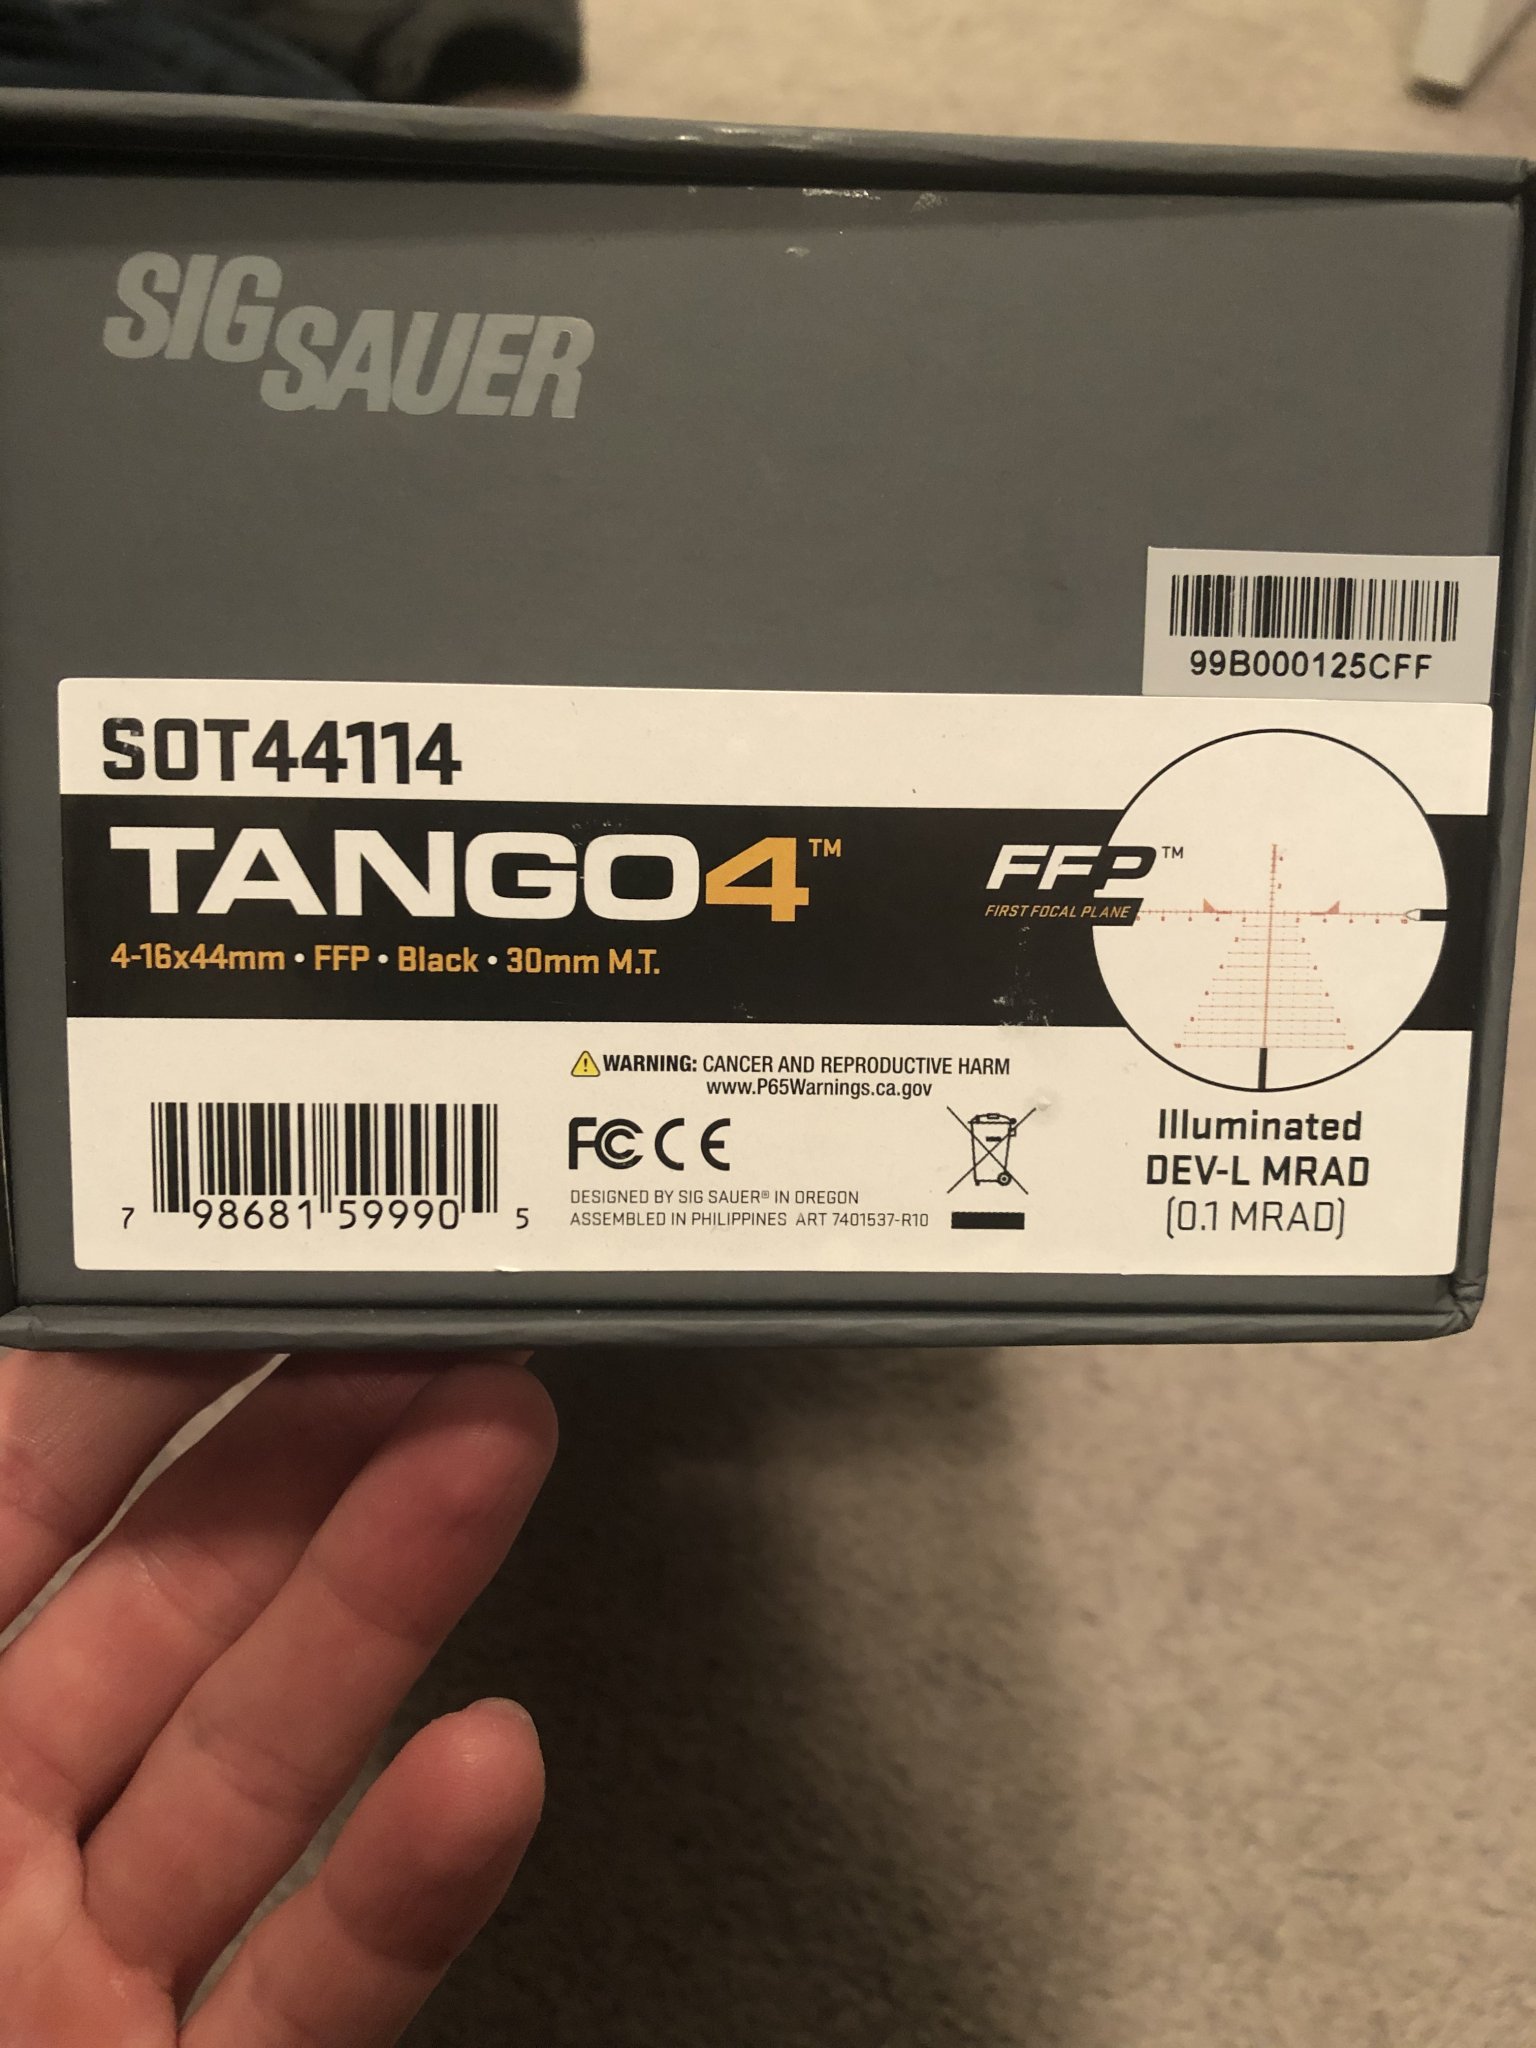 SIG SAUER
99B000125CFF
SOT44114
TANGO4™
4-16x44mm • FFP • Black • 30mm M.T.
FFP™
FIRST FOCAL PLANE
WARNING: CANCER AND REPRODUCTIVE HARM
www.P65Warnings.ca.gov
FC CE
DESIGNED BY SIG SAUER® IN OREGON
ASSEMBLED IN PHILIPPINES ART 7401537-R10
7 98681 59990 5
Illuminated
DEV-L MRAD
(0.1 MRAD)